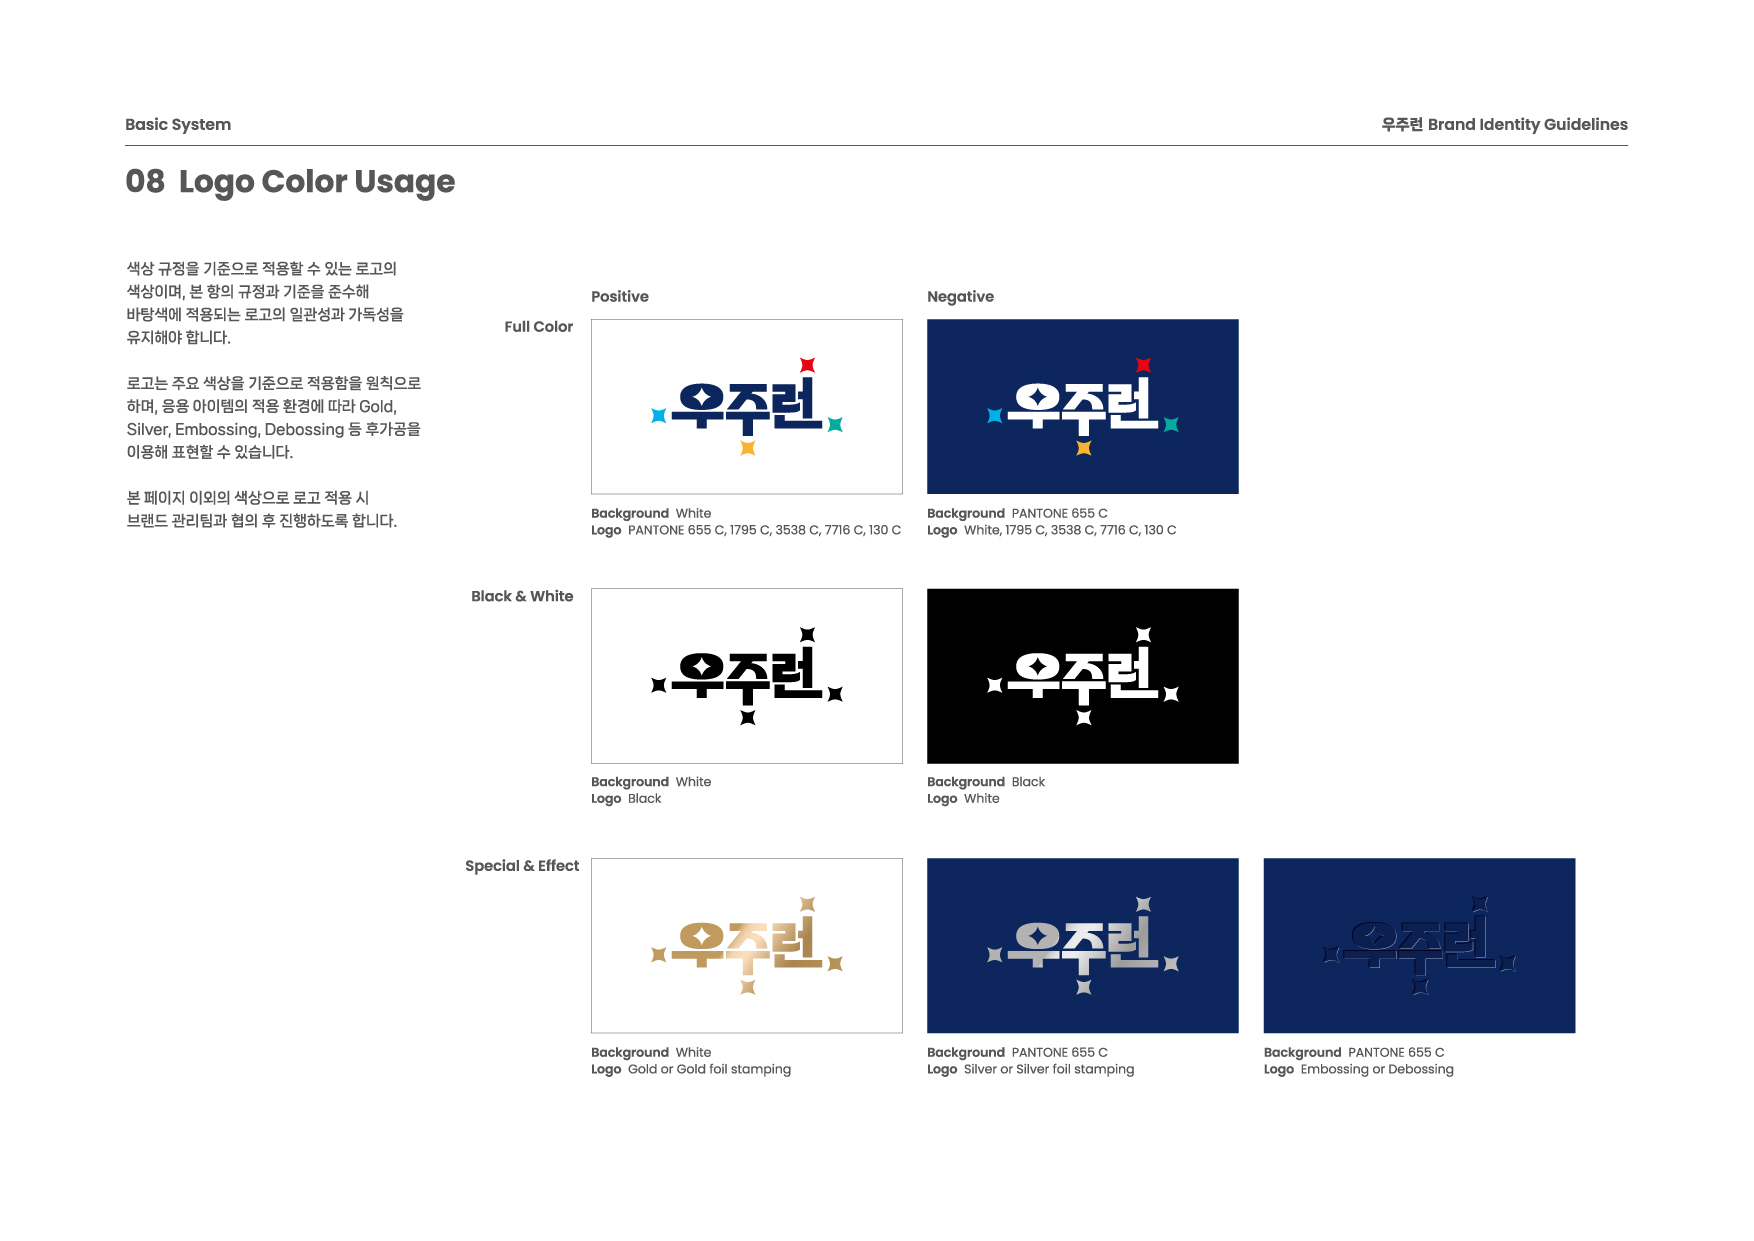 Basic System
우주런 Brand Identity Guidelines
08 Logo Color Usage
색상 규정을 기준으로 적용할 수 있는 로고의
색상이며, 본 항의 규정과 기준을 준수해
바탕색에 적용되는 로고의 일관성과 가독성을
유지해야 합니다.
로고는 주요 색상을 기준으로 적용함을 원칙으로
하며, 응용 아이템의 적용 환경에 따라 Gold,
Silver, Embossing, Debossing 등 후가공을
이용해 표현할 수 있습니다.
본 페이지 이외의 색상으로 로고 적용 시
브랜드 관리팀과 협의 후 진행하도록 합니다.
Positive
Negative
Full Color
우주런
우주런
Background White
Logo PANTONE 655 C, 1795 C, 3538 C, 7716 C, 130 C
Background PANTONE 655 C
Logo White, 1795 C, 3538 C, 7716 C, 130 C
Black & White
우주런
우주런
Background White
Logo Black
Background Black
Logo White
Special & Effect
우주런
우주런
우주런
Background White
Logo Gold or Gold foil stamping
Background PANTONE 655 C
Logo Silver or Silver foil stamping
Background PANTONE 655 C
Logo Embossing or Debossing